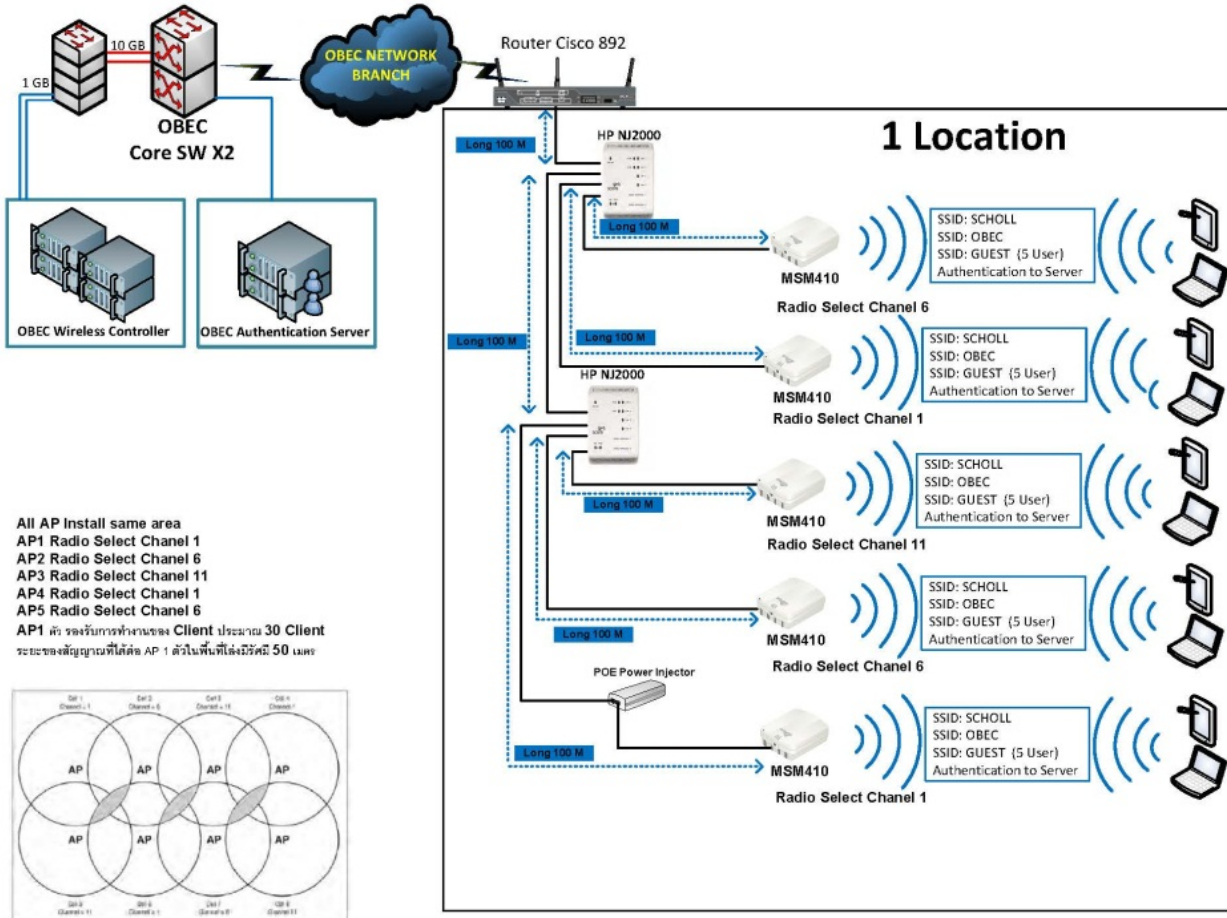 10 GB
1 GB
OBEC
Core SW X2
OBEC NETWORK
BRANCH
Router Cisco 892
OBEC Wireless Controller
OBEC Authentication Server
1 Location
Long 100 M
HP NJ2000
Long 100 M
MSM410
Radio Select Chanel 6
SSID: SCHOLL
SSID: OBEC
SSID: GUEST (5 User)
Authentication to Server
Long 100 M
Long 100 M
MSM410
Radio Select Chanel 1
SSID: SCHOLL
SSID: OBEC
SSID: GUEST (5 User)
Authentication to Server
HP NJ2000
Long 100 M
MSM410
Radio Select Chanel 11
SSID: SCHOLL
SSID: OBEC
SSID: GUEST (5 User)
Authentication to Server
Long 100 M
MSM410
Radio Select Chanel 6
SSID: SCHOLL
SSID: OBEC
SSID: GUEST (5 User)
Authentication to Server
POE Power Injector
Long 100 M
MSM410
Radio Select Chanel 1
SSID: SCHOLL
SSID: OBEC
SSID: GUEST (5 User)
Authentication to Server
All AP Install same area
AP1 Radio Select Chanel 1
AP2 Radio Select Chanel 6
AP3 Radio Select Chanel 11
AP4 Radio Select Chanel 1
AP5 Radio Select Chanel 6
AP1 ตัว รองรับการทำงานของ Client ประมาณ 30 Client
ระยะของสัญญาณที่ได้ต่อ AP 1 ตัวในพื้นที่โล่งมีรัศมี 50 เมตร
AP AP AP AP
AP AP AP AP